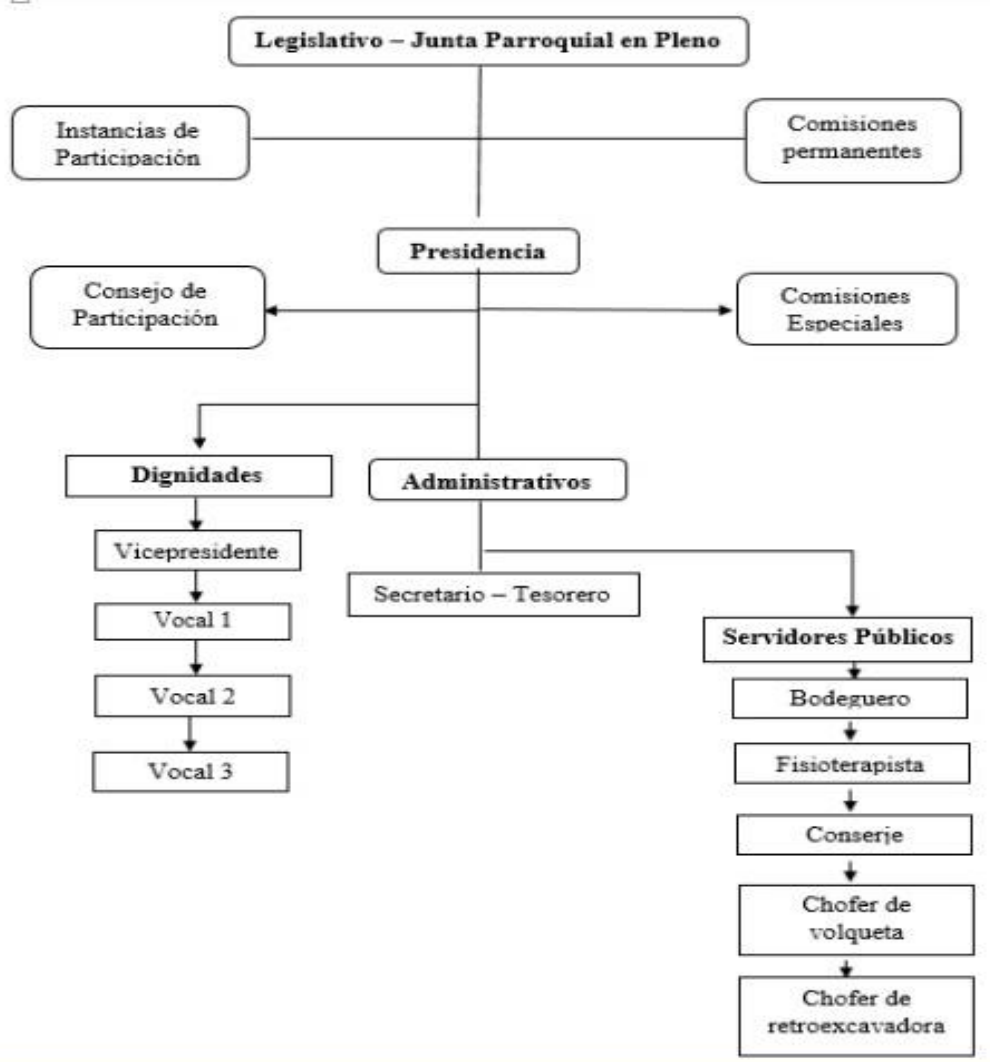 Legislativo – Junta Parroquial en Pleno
Instancias de
Participación
Comisiones
permanentes
Presidencia
Consejo de
Participación
Comisiones
Especiales
Dignidades
Administrativos
Vicepresidente
Secretario – Tesorero
Vocal 1
Servidores Públicos
Vocal 2
Bodeguero
Vocal 3
Fisioterapista
Conserje
Chofer de
volqueta
Chofer de
retroexcavadora